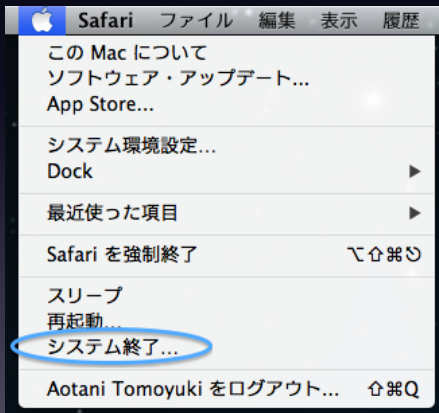 Safari ファイル 編集 表示 履歴
この Mac について
ソフトウェア・アップデート...
App Store...
システム環境設定...
Dock ▶
最近使った項目 ▶
Safari を強制終了 ⌥⇧⌘⎋
スリープ
再起動...
システム終了...
Aotani Tomoyuki をログアウト... ⇧⌘Q